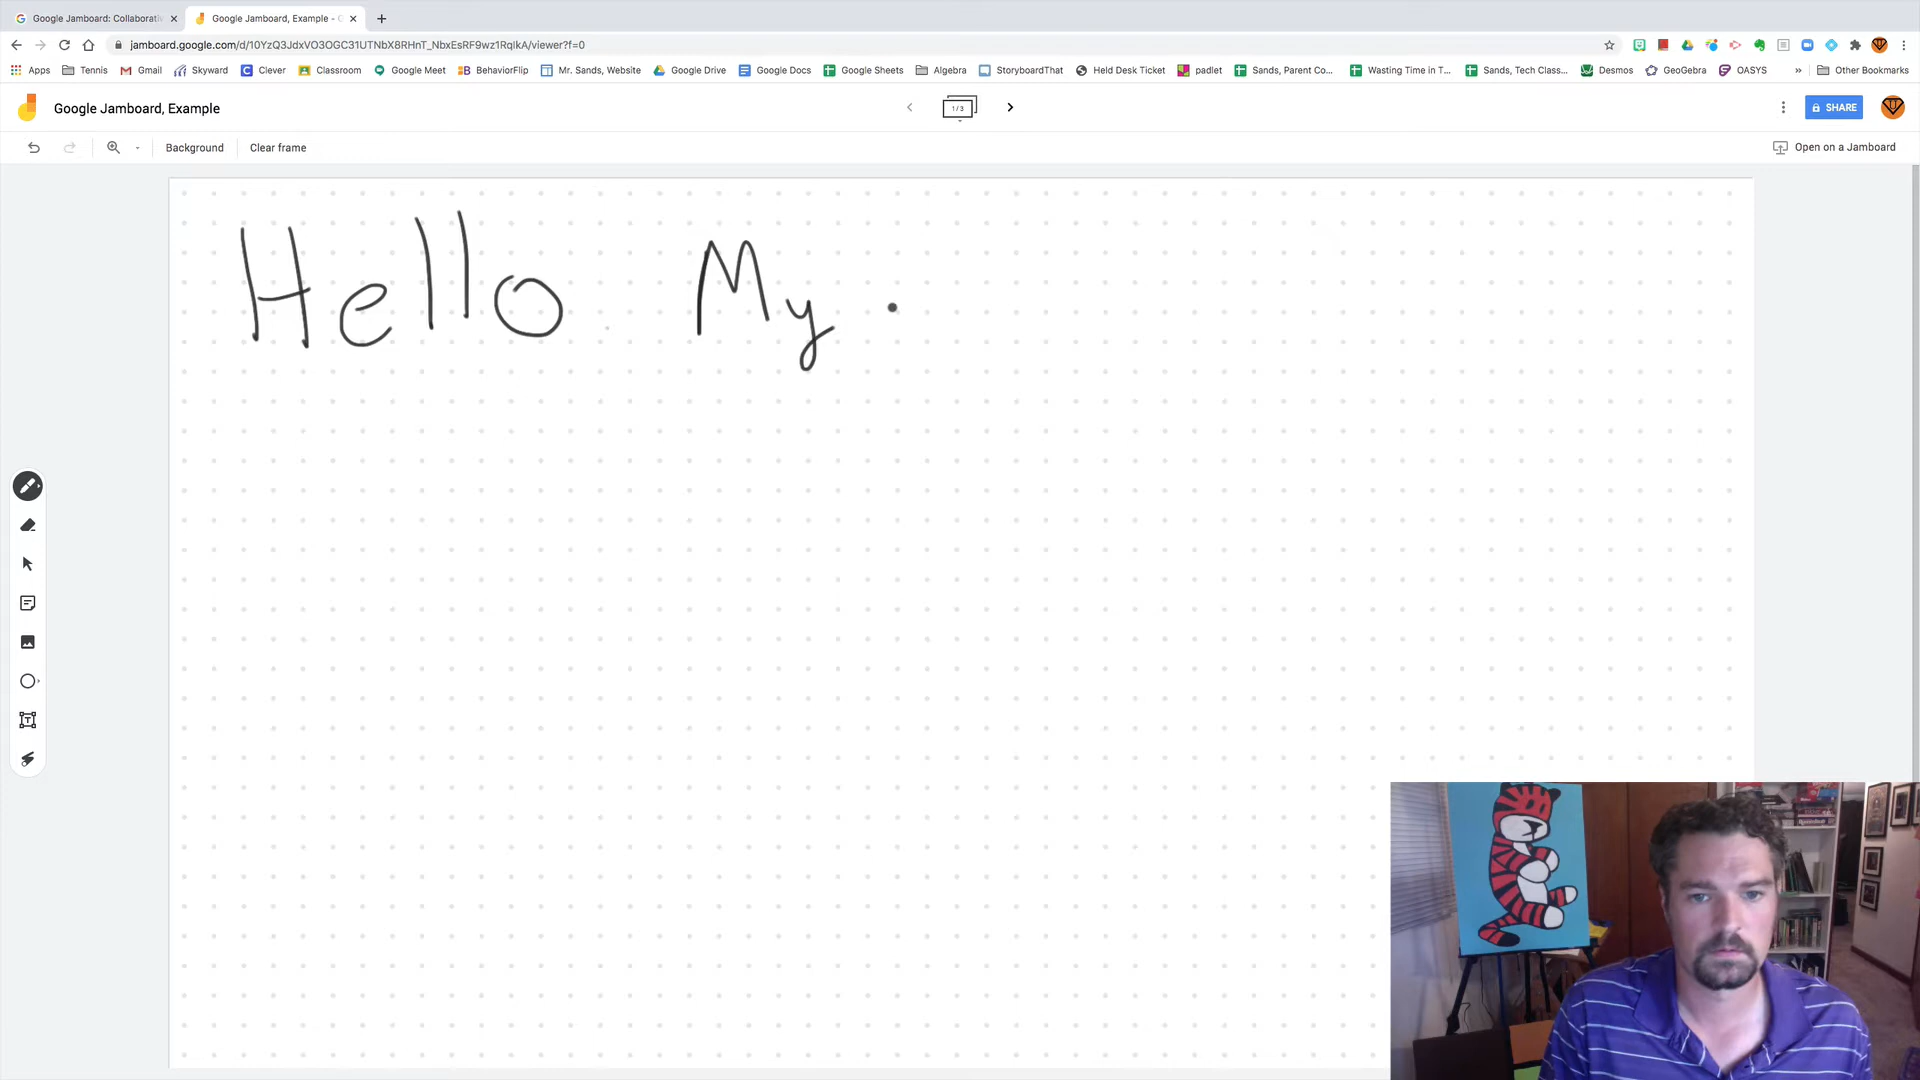 Google Jamboard: Collaborativ
Google Jamboard, Example - G
jamboard.google.com/d/10YzQ3JdxVO3OGC31UTNbX8RHnT_NbxEsRF9wz1RqIkA/viewer?f=0
Apps Tennis Gmail Skyward Clever Classroom Google Meet BehaviorFlip Mr. Sands, Website Google Drive Google Docs Google Sheets Algebra StoryboardThat Held Desk Ticket padlet Sands, Parent Co... Wasting Time in T... Sands, Tech Class... Desmos GeoGebra OASYS » Other Bookmarks
Google Jamboard, Example 1/3 SHARE
Background Clear frame Open on a Jamboard
Hello. My